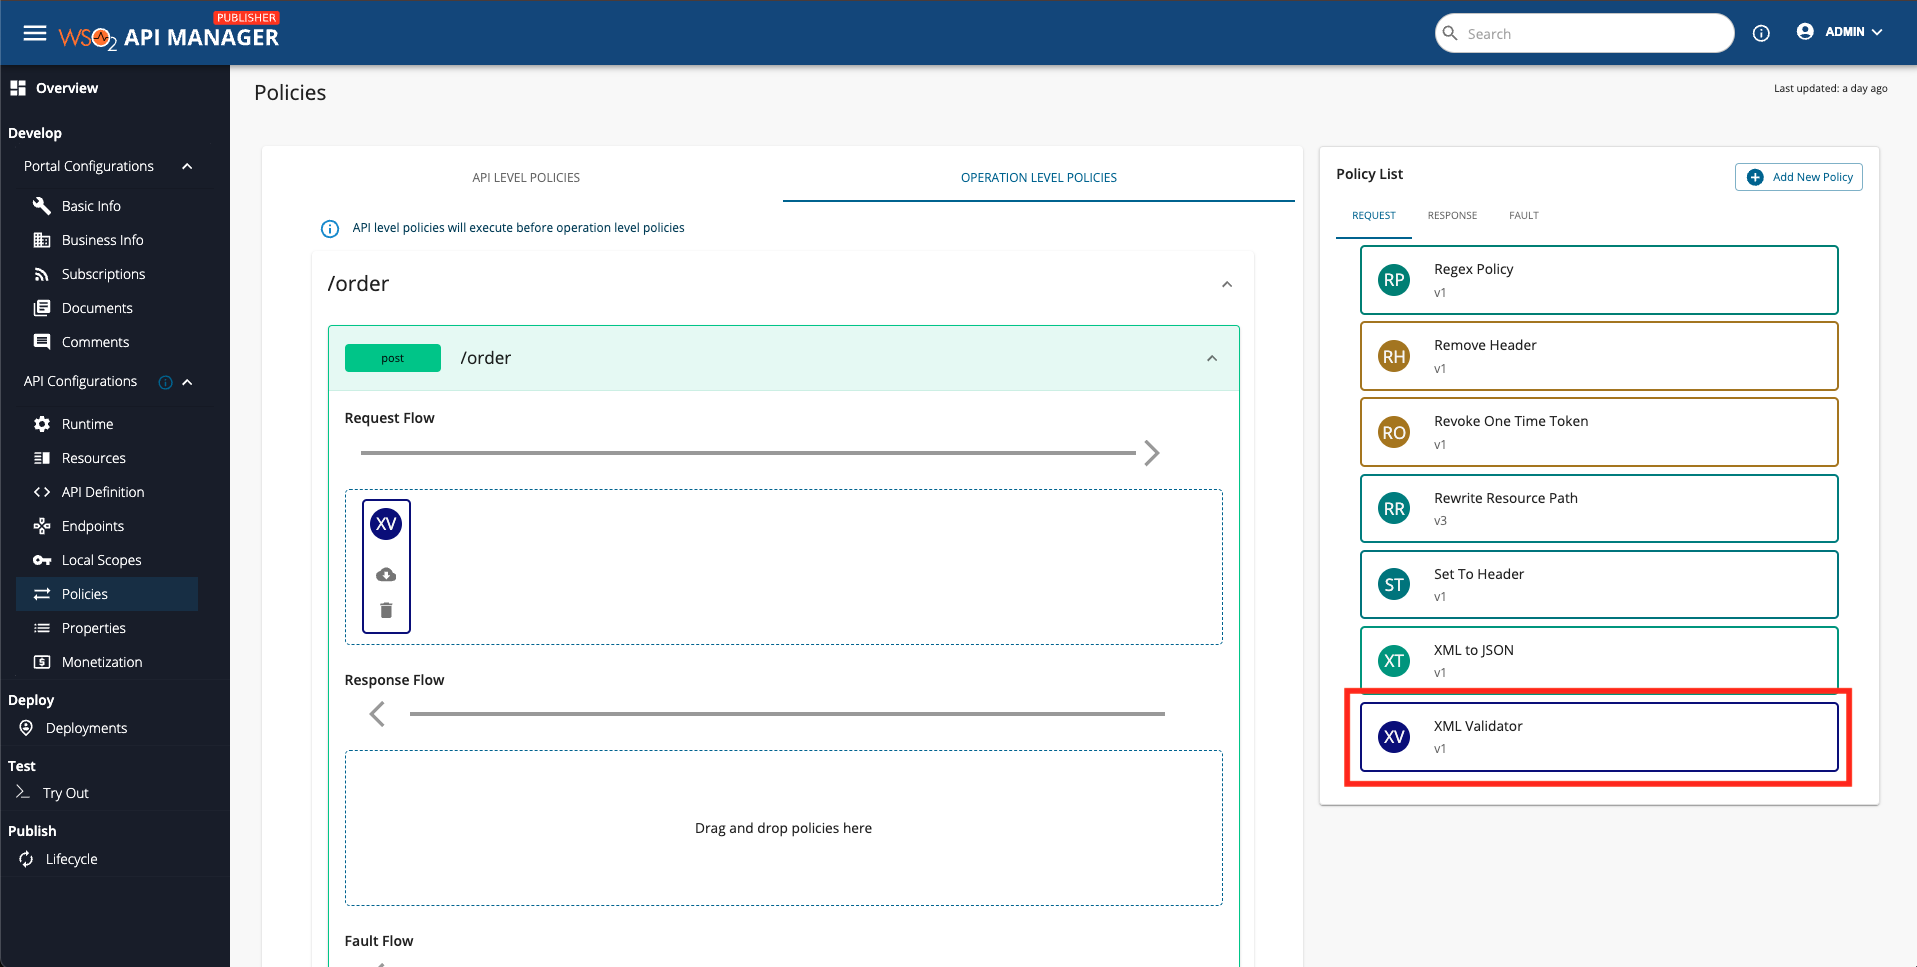 PUBLISHER
WSO2 API MANAGER
Search
ADMIN
Overview
Develop
Portal Configurations
Basic Info
Business Info
Subscriptions
Documents
Comments
API Configurations
Runtime
Resources
API Definition
Endpoints
Local Scopes
Policies
Properties
Monetization
Deploy
Deployments
Test
Try Out
Publish
Lifecycle
Policies
Last updated: a day ago
API LEVEL POLICIES
OPERATION LEVEL POLICIES
API level policies will execute before operation level policies
/order
post /order
Request Flow
XV
Response Flow
Drag and drop policies here
Fault Flow
Policy List
Add New Policy
REQUEST RESPONSE FAULT
RP Regex Policy
v1
RH Remove Header
v1
RO Revoke One Time Token
v1
RR Rewrite Resource Path
v3
ST Set To Header
v1
XT XML to JSON
v1
XV XML Validator
v1